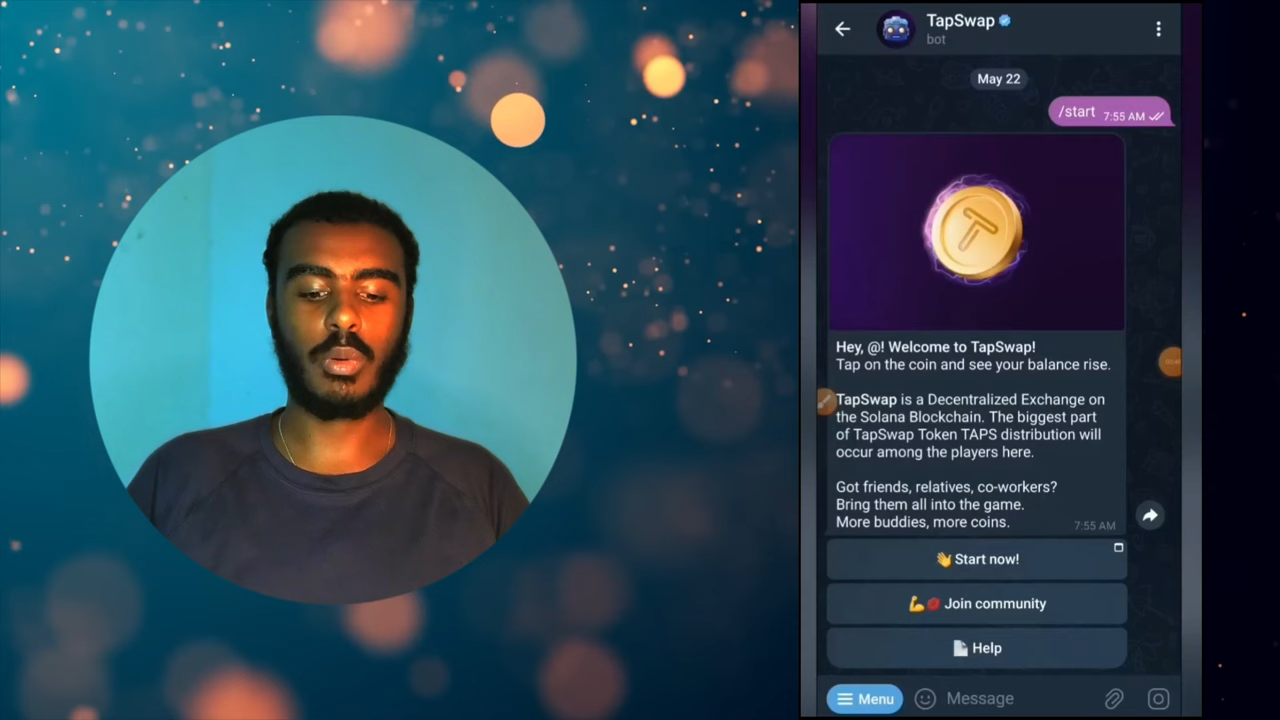 TapSwap
bot
May 22
/start 7:55 AM
Hey, @! Welcome to TapSwap!
Tap on the coin and see your balance rise.
TapSwap is a Decentralized Exchange on
the Solana Blockchain. The biggest part
of TapSwap Token TAPS distribution will
occur among the players here.
Got friends, relatives, co-workers?
Bring them all into the game.
More buddies, more coins. 7:55 AM
👋 Start now!
💪💋 Join community
📄 Help
Menu
Message